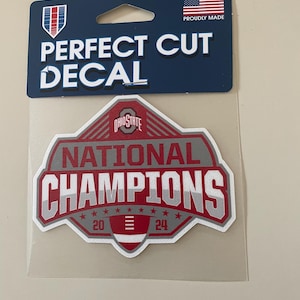 PROUDLY MADE
PERFECT CUT
DECAL
OHIO STATE
NATIONAL
CHAMPIONS
20 24